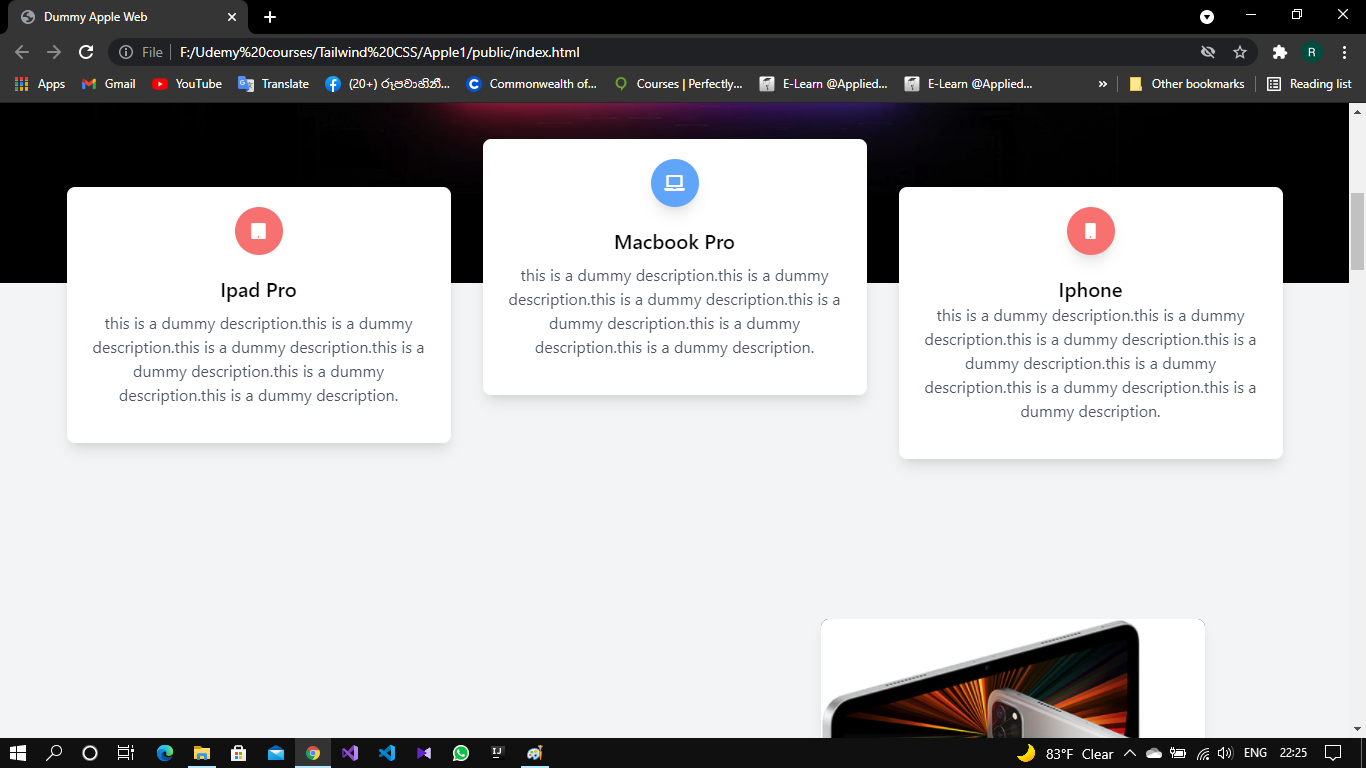 Dummy Apple Web
File
F:/Udemy%20courses/Tailwind%20CSS/Apple1/public/index.html
R
Apps
Gmail
YouTube
Translate
(20+) රූපවාහිනී...
Commonwealth of...
Courses | Perfectly...
E-Learn @Applied...
E-Learn @Applied...
»
Other bookmarks
Reading list
Macbook Pro
this is a dummy description.this is a dummy
description.this is a dummy description.this is a
dummy description.this is a dummy
description.this is a dummy description.
Ipad Pro
this is a dummy description.this is a dummy
description.this is a dummy description.this is a
dummy description.this is a dummy
description.this is a dummy description.
Iphone
this is a dummy description.this is a dummy
description.this is a dummy description.this is a
dummy description.this is a dummy
description.this is a dummy description.this is a
dummy description.
IJ
83°F Clear
ENG
22:25